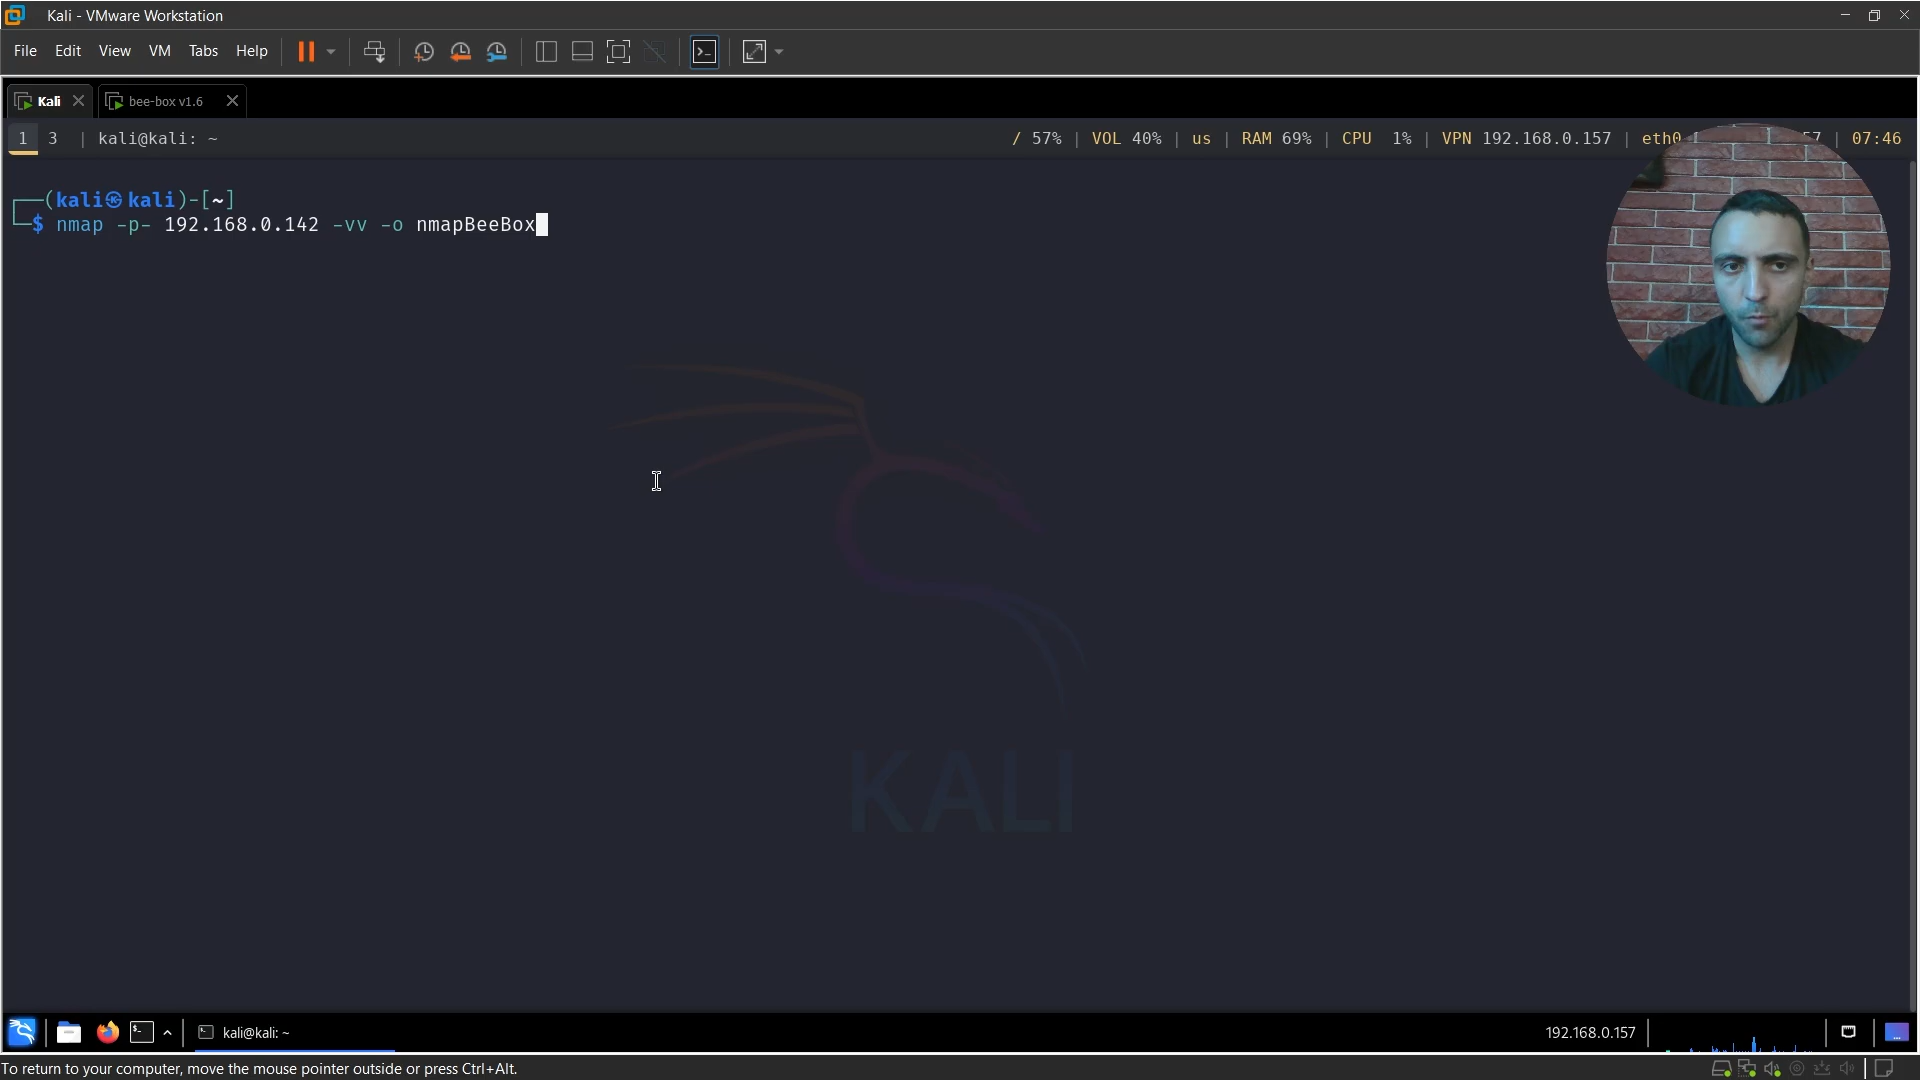 Kali - VMware Workstation
File Edit View VM Tabs Help
Kali bee-box v1.6
1 3 | kali@kali: ~ / 57% | VOL 40% | us | RAM 69% | CPU 1% | VPN 192.168.0.157 | eth0 57 | 07:46
(kali㉿kali)-[~]
$ nmap -p- 192.168.0.142 -vv -o nmapBeeBox
KALI
kali@kali: ~ 192.168.0.157
To return to your computer, move the mouse pointer outside or press Ctrl+Alt.